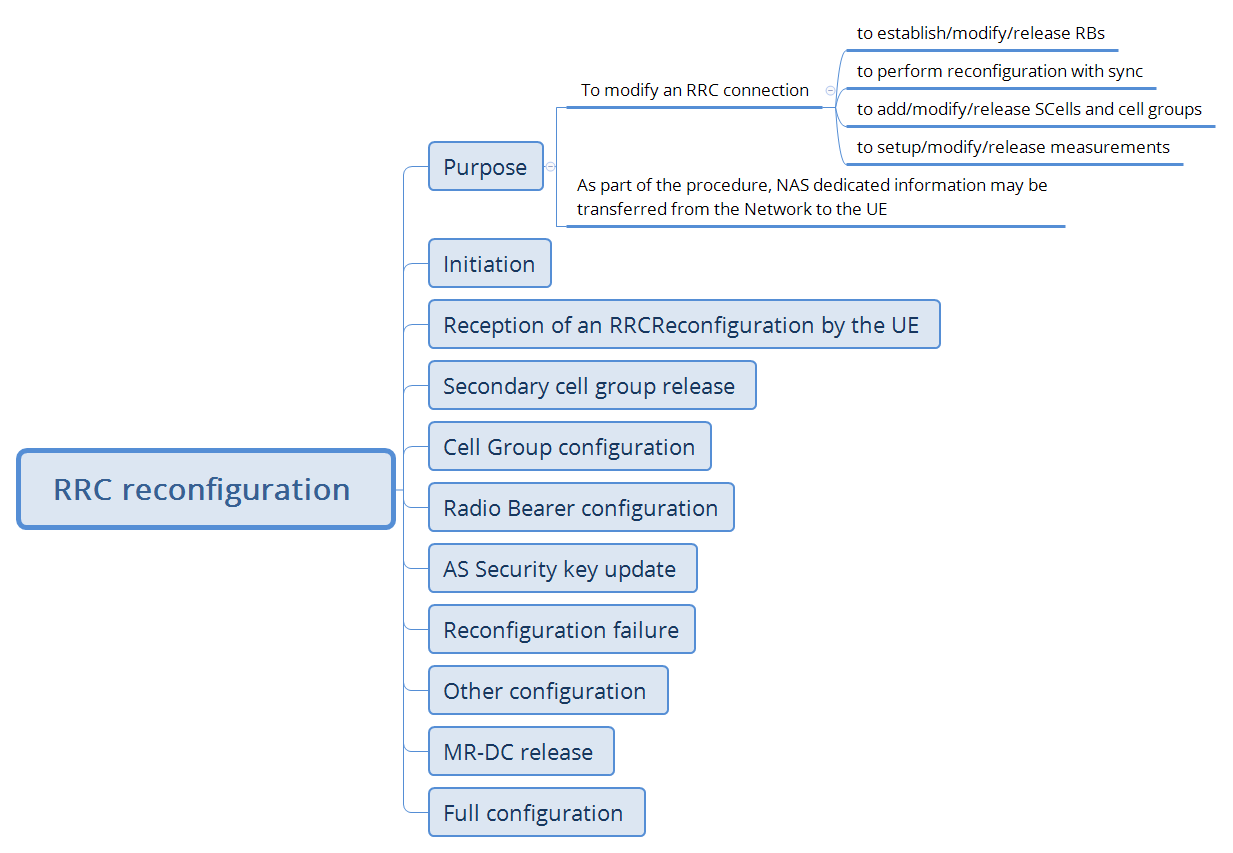 RRC reconfiguration
Purpose
To modify an RRC connection
to establish/modify/release RBs
to perform reconfiguration with sync
to add/modify/release SCells and cell groups
to setup/modify/release measurements
As part of the procedure, NAS dedicated information may be
transferred from the Network to the UE
Initiation
Reception of an RRCReconfiguration by the UE
Secondary cell group release
Cell Group configuration
Radio Bearer configuration
AS Security key update
Reconfiguration failure
Other configuration
MR-DC release
Full configuration